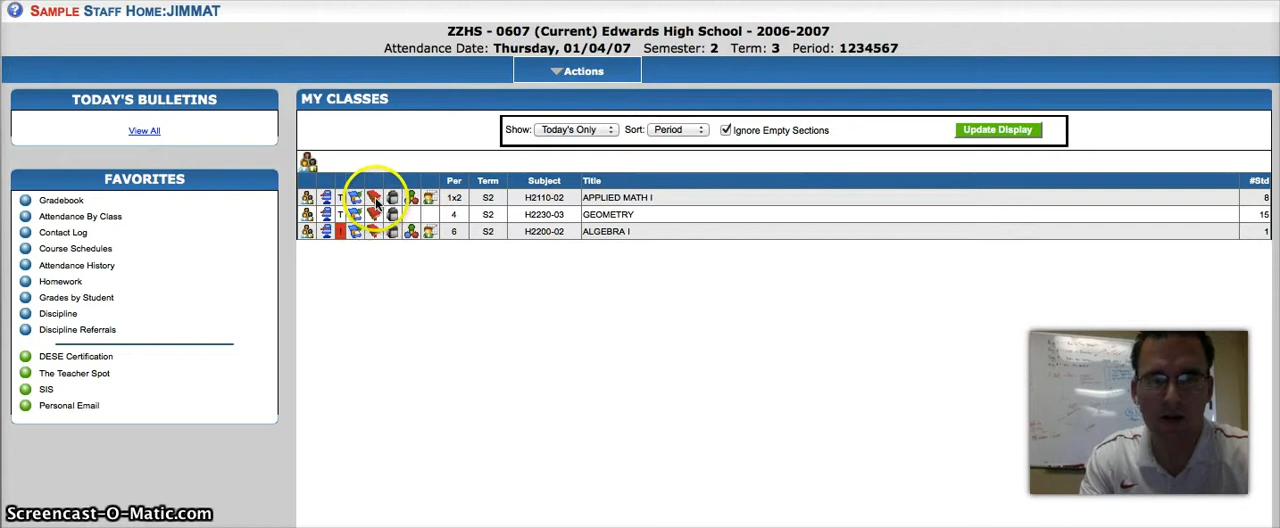 ? SAMPLE STAFF HOME:JIMMAT
ZZHS - 0607 (Current) Edwards High School - 2006-2007
Attendance Date: Thursday, 01/04/07 Semester: 2 Term: 3 Period: 1234567
Actions
TODAY'S BULLETINS
View All
FAVORITES
Gradebook
Attendance By Class
Contact Log
Course Schedules
Attendance History
Homework
Grades by Student
Discipline
Discipline Referrals
DESE Certification
The Teacher Spot
SIS
Personal Email
MY CLASSES
Show: Today's Only Sort: Period Ignore Empty Sections Update Display
Per Term Subject Title #Std
T 1x2 S2 H2110-02 APPLIED MATH I 8
T 4 S2 H2230-03 GEOMETRY 15
! 6 S2 H2200-02 ALGEBRA I 1
Screencast-O-Matic.com